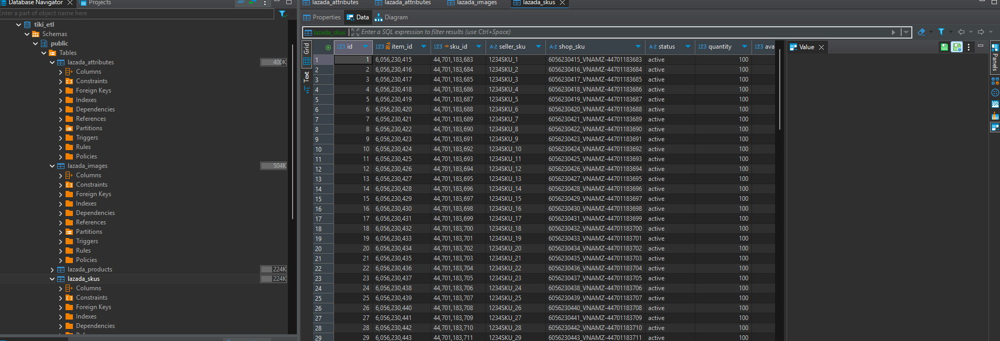 Database Navigator
Projects
Enter a part of object name here
tiki_etl
Schemas
public
Tables
lazada_attributes 400K
Columns
Constraints
Foreign Keys
Indexes
Dependencies
References
Partitions
Triggers
Rules
Policies
lazada_images 504K
Columns
Constraints
Foreign Keys
Indexes
Dependencies
References
Partitions
Triggers
Rules
Policies
lazada_products 224K
lazada_skus 224K
Columns
Constraints
Foreign Keys
Indexes
Dependencies
lazada_attributes lazada_attributes lazada_images lazada_skus
Properties Data Diagram
lazada_skus Enter a SQL expression to filter results (use Ctrl+Space)
Grid
Text
123 id 123 item_id 123 sku_id A-Z seller_sku A-Z shop_sku A-Z status 123 quantity 123 ava
1 1 6,056,230,415 44,701,183,683 1234SKU_1 6056230415_VNAMZ-44701183683 active 100
2 2 6,056,230,416 44,701,183,684 1234SKU_2 6056230416_VNAMZ-44701183684 active 100
3 3 6,056,230,417 44,701,183,685 1234SKU_3 6056230417_VNAMZ-44701183685 active 100
4 4 6,056,230,418 44,701,183,686 1234SKU_4 6056230418_VNAMZ-44701183686 active 100
5 5 6,056,230,419 44,701,183,687 1234SKU_5 6056230419_VNAMZ-44701183687 active 100
6 6 6,056,230,420 44,701,183,688 1234SKU_6 6056230420_VNAMZ-44701183688 active 100
7 7 6,056,230,421 44,701,183,689 1234SKU_7 6056230421_VNAMZ-44701183689 active 100
8 8 6,056,230,422 44,701,183,690 1234SKU_8 6056230422_VNAMZ-44701183690 active 100
9 9 6,056,230,423 44,701,183,691 1234SKU_9 6056230423_VNAMZ-44701183691 active 100
10 10 6,056,230,424 44,701,183,692 1234SKU_10 6056230424_VNAMZ-44701183692 active 100
11 11 6,056,230,425 44,701,183,693 1234SKU_11 6056230425_VNAMZ-44701183693 active 100
12 12 6,056,230,426 44,701,183,694 1234SKU_12 6056230426_VNAMZ-44701183694 active 100
13 13 6,056,230,427 44,701,183,695 1234SKU_13 6056230427_VNAMZ-44701183695 active 100
14 14 6,056,230,428 44,701,183,696 1234SKU_14 6056230428_VNAMZ-44701183696 active 100
15 15 6,056,230,429 44,701,183,697 1234SKU_15 6056230429_VNAMZ-44701183697 active 100
16 16 6,056,230,430 44,701,183,698 1234SKU_16 6056230430_VNAMZ-44701183698 active 100
17 17 6,056,230,431 44,701,183,699 1234SKU_17 6056230431_VNAMZ-44701183699 active 100
18 18 6,056,230,432 44,701,183,700 1234SKU_18 6056230432_VNAMZ-44701183700 active 100
19 19 6,056,230,433 44,701,183,701 1234SKU_19 6056230433_VNAMZ-44701183701 active 100
20 20 6,056,230,434 44,701,183,702 1234SKU_20 6056230434_VNAMZ-44701183702 active 100
21 21 6,056,230,435 44,701,183,703 1234SKU_21 6056230435_VNAMZ-44701183703 active 100
22 22 6,056,230,436 44,701,183,704 1234SKU_22 6056230436_VNAMZ-44701183704 active 100
23 23 6,056,230,437 44,701,183,705 1234SKU_23 6056230437_VNAMZ-44701183705 active 100
24 24 6,056,230,438 44,701,183,706 1234SKU_24 6056230438_VNAMZ-44701183706 active 100
25 25 6,056,230,439 44,701,183,707 1234SKU_25 6056230439_VNAMZ-44701183707 active 100
26 26 6,056,230,440 44,701,183,708 1234SKU_26 6056230440_VNAMZ-44701183708 active 100
27 27 6,056,230,441 44,701,183,709 1234SKU_27 6056230441_VNAMZ-44701183709 active 100
28 28 6,056,230,442 44,701,183,710 1234SKU_28 6056230442_VNAMZ-44701183710 active 100
29 29 6,056,230,443 44,701,183,711 1234SKU_29 6056230443_VNAMZ-44701183711 active 100
Value
Panels